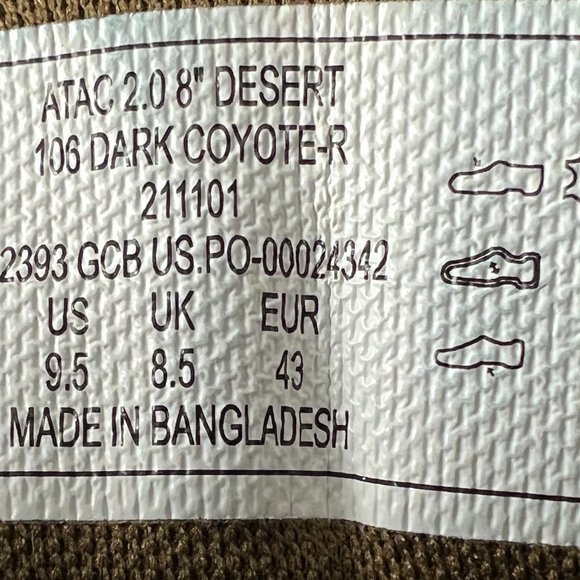 ATAC 2.0 8" DESERT
106 DARK COYOTE-R
211101
2393 GCB US.PO-00024342
US UK EUR
9.5 8.5 43
MADE IN BANGLADESH